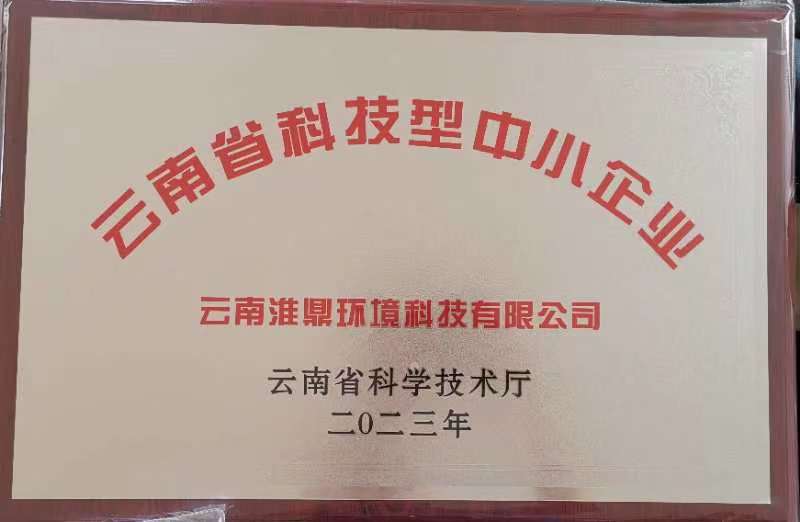 云南省科技型中小企业
云南淮鼎环境科技有限公司
云南省科学技术厅
二0二三年